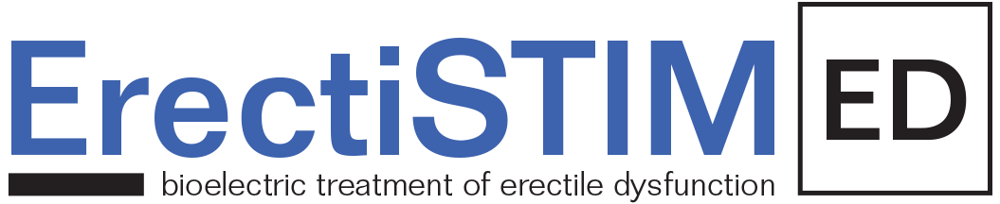 ErectiSTIM ED
bioelectric treatment of erectile dysfunction